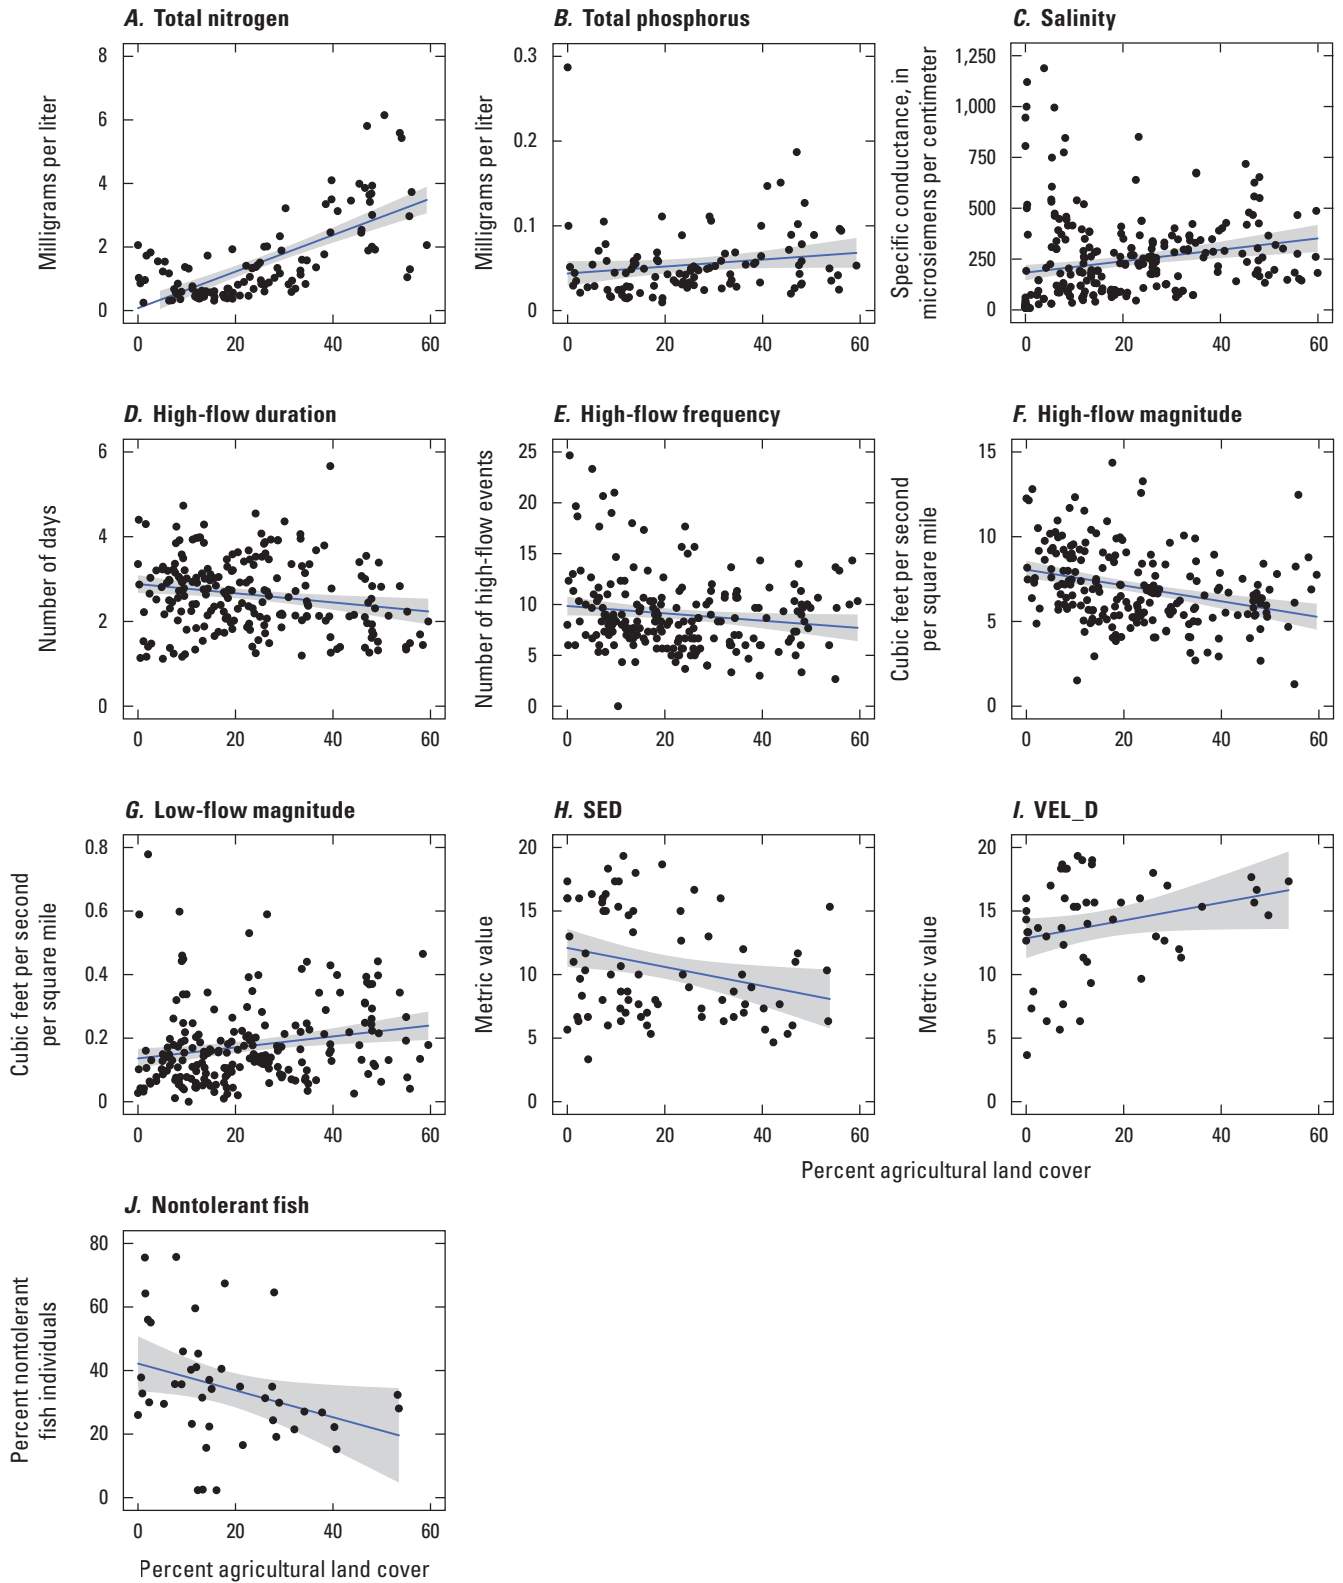 A. Total nitrogen
Milligrams per liter
8
6
4
2
0
0 20 40 60
B. Total phosphorus
Milligrams per liter
0.3
0.2
0.1
0
0 20 40 60
C. Salinity
Specific conductance, in
microsiemens per centimeter
1,250
1,000
750
500
250
0
0 20 40 60
D. High-flow duration
Number of days
6
4
2
0
0 20 40 60
E. High-flow frequency
Number of high-flow events
25
20
15
10
5
0
0 20 40 60
F. High-flow magnitude
Cubic feet per second
per square mile
15
10
5
0
0 20 40 60
G. Low-flow magnitude
Cubic feet per second
per square mile
0.8
0.6
0.4
0.2
0
0 20 40 60
H. SED
Metric value
20
15
10
5
0
0 20 40 60
I. VEL_D
Metric value
20
15
10
5
0
0 20 40 60
Percent agricultural land cover
J. Nontolerant fish
Percent nontolerant
fish individuals
80
60
40
20
0
0 20 40 60
Percent agricultural land cover